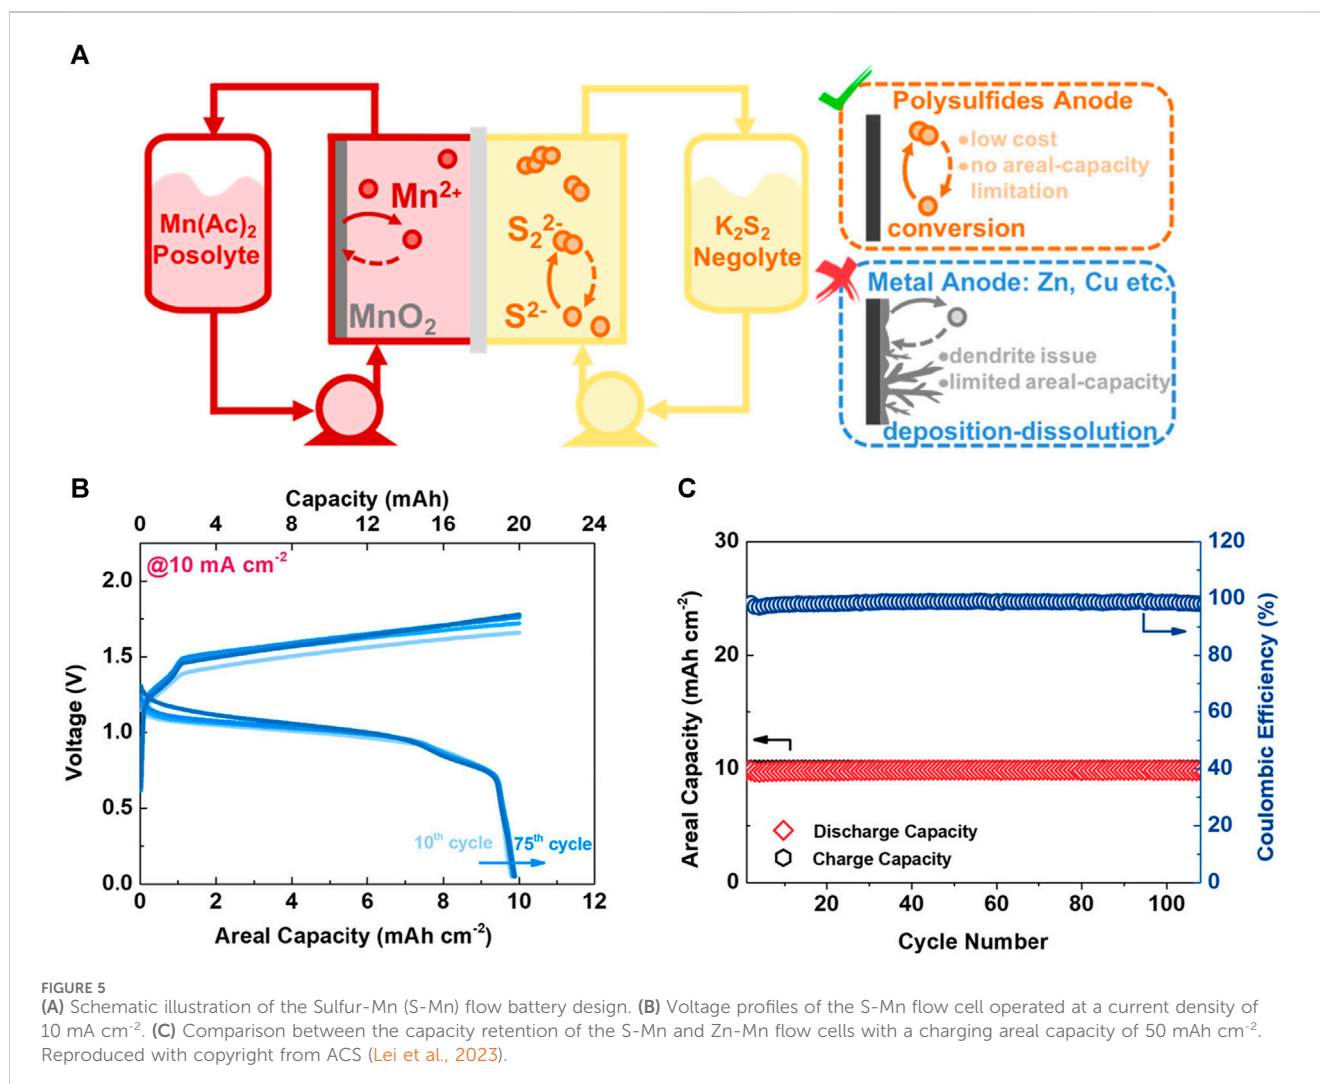 A
Mn(Ac)₂
Posolyte
Mn²⁺
MnO₂
S₂²⁻
S²⁻
K₂S₂
Negolyte
Polysulfides Anode
•low cost
•no areal-capacity
limitation
conversion
Metal Anode: Zn, Cu etc.
•dendrite issue
•limited areal-capacity
deposition-dissolution
B
Capacity (mAh)
0 4 8 12 16 20 24
@10 mA cm⁻²
2.0
1.5
1.0
0.5
0.0
Voltage (V)
10ᵗʰ cycle
75ᵗʰ cycle
0 2 4 6 8 10 12
Areal Capacity (mAh cm⁻²)
C
30
20
10
0
Areal Capacity (mAh cm⁻²)
120
100
80
60
40
20
0
Coulombic Efficiency (%)
Discharge Capacity
Charge Capacity
20 40 60 80 100
Cycle Number
FIGURE 5
(A) Schematic illustration of the Sulfur-Mn (S-Mn) flow battery design. (B) Voltage profiles of the S-Mn flow cell operated at a current density of
10 mA cm⁻². (C) Comparison between the capacity retention of the S-Mn and Zn-Mn flow cells with a charging areal capacity of 50 mAh cm⁻².
Reproduced with copyright from ACS (Lei et al., 2023).